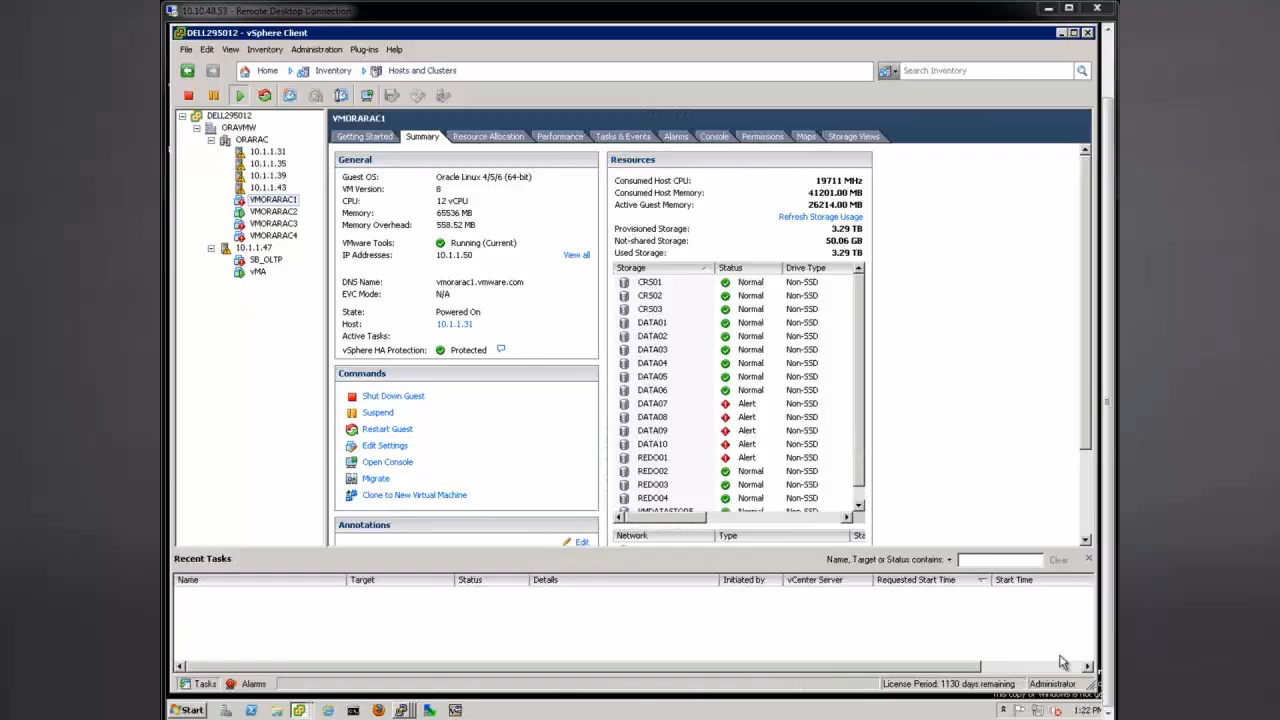 10.10.48.53 - Remote Desktop Connection
DELL295012 - vSphere Client
File Edit View Inventory Administration Plug-ins Help
Home Inventory Hosts and Clusters Search Inventory
DELL295012
ORAVMW
ORARAC
10.1.1.31
10.1.1.35
10.1.1.39
10.1.1.43
VMORARAC1
VMORARAC2
VMORARAC3
VMORARAC4
10.1.1.47
SB_OLTP
vMA
VMORARAC1
Getting Started Summary Resource Allocation Performance Tasks & Events Alarms Console Permissions Maps Storage Views
General
Guest OS: Oracle Linux 4/5/6 (64-bit)
VM Version: 8
CPU: 12 vCPU
Memory: 65536 MB
Memory Overhead: 558.52 MB
VMware Tools: Running (Current)
IP Addresses: 10.1.1.50 View all
DNS Name: vmorarac1.vmware.com
EVC Mode: N/A
State: Powered On
Host: 10.1.1.31
Active Tasks:
vSphere HA Protection: Protected
Commands
Shut Down Guest
Suspend
Restart Guest
Edit Settings
Open Console
Migrate
Clone to New Virtual Machine
Annotations
Edit
Resources
Consumed Host CPU: 19711 MHz
Consumed Host Memory: 41201.00 MB
Active Guest Memory: 26214.00 MB
Refresh Storage Usage
Provisioned Storage: 3.29 TB
Not-shared Storage: 50.06 GB
Used Storage: 3.29 TB
Storage Status Drive Type
CRS01 Normal Non-SSD
CRS02 Normal Non-SSD
CRS03 Normal Non-SSD
DATA01 Normal Non-SSD
DATA02 Normal Non-SSD
DATA03 Normal Non-SSD
DATA04 Normal Non-SSD
DATA05 Normal Non-SSD
DATA06 Normal Non-SSD
DATA07 Alert Non-SSD
DATA08 Alert Non-SSD
DATA09 Alert Non-SSD
DATA10 Alert Non-SSD
REDO01 Alert Non-SSD
REDO02 Normal Non-SSD
REDO03 Normal Non-SSD
REDO04 Normal Non-SSD
Normal Non-SSD
Network Type Sta
Recent Tasks Name, Target or Status contains: Clear
Name Target Status Details Initiated by vCenter Server Requested Start Time Start Time
Tasks Alarms License Period: 1130 days remaining Administrator
Start 1:22 PM